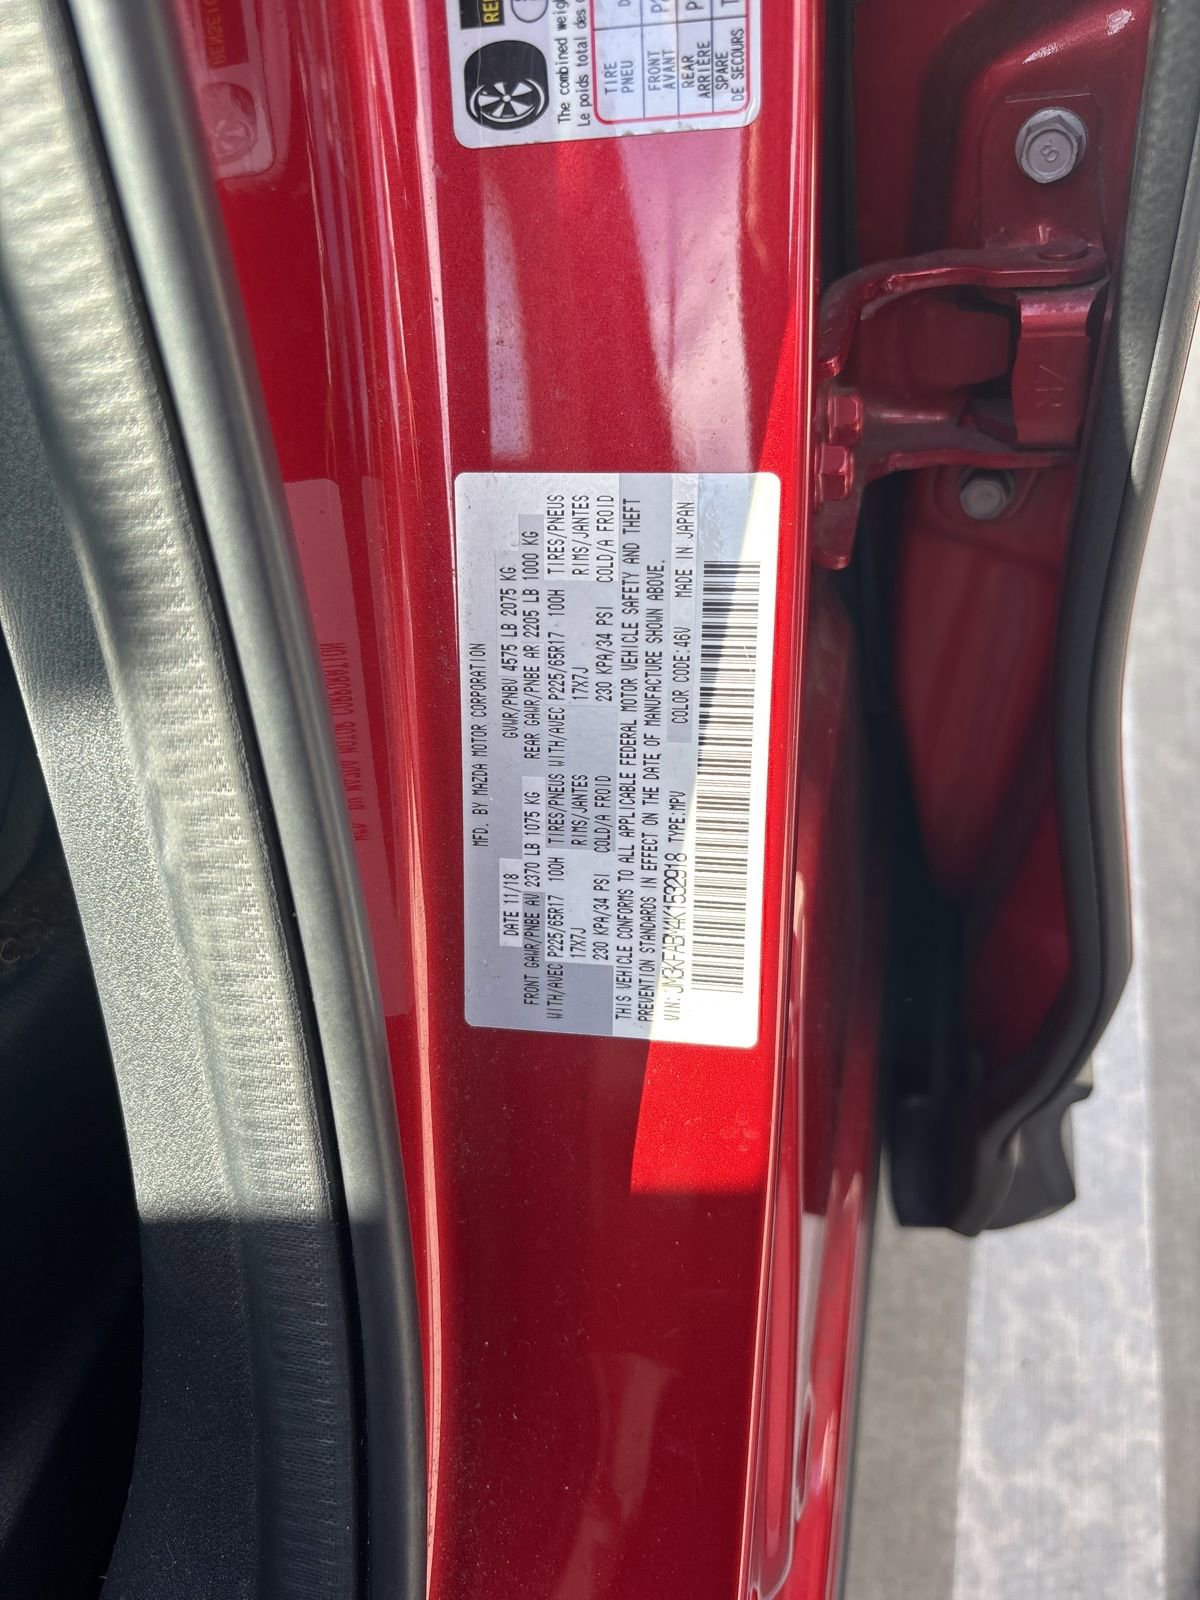 REN
The combined weig
Le poids total des
TIRE
PNEU
FRONT
AVANT
REAR
ARRIÈRE
SPARE
DE SECOURS
MFD. BY MAZDA MOTOR CORPORATION
DATE 11/18 GVWR/PNBV 4575 LB 2075 KG
FRONT GAWR/PNBE AV 2370 LB 1075 KG REAR GAWR/PNBE AR 2205 LB 1000 KG
WITH/AVEC P225/65R17 100H TIRES/PNEUS WITH/AVEC P225/65R17 100H TIRES/PNEUS
17X7J RIMS/JANTES 17X7J RIMS/JANTES
230 KPA/34 PSI COLD/A FROID 230 KPA/34 PSI COLD/A FROID
THIS VEHICLE CONFORMS TO ALL APPLICABLE FEDERAL MOTOR VEHICLE SAFETY AND THEFT
PREVENTION STANDARDS IN EFFECT ON THE DATE OF MANUFACTURE SHOWN ABOVE.
VIN: TYPE:MPV COLOR CODE:46V MADE IN JAPAN
8